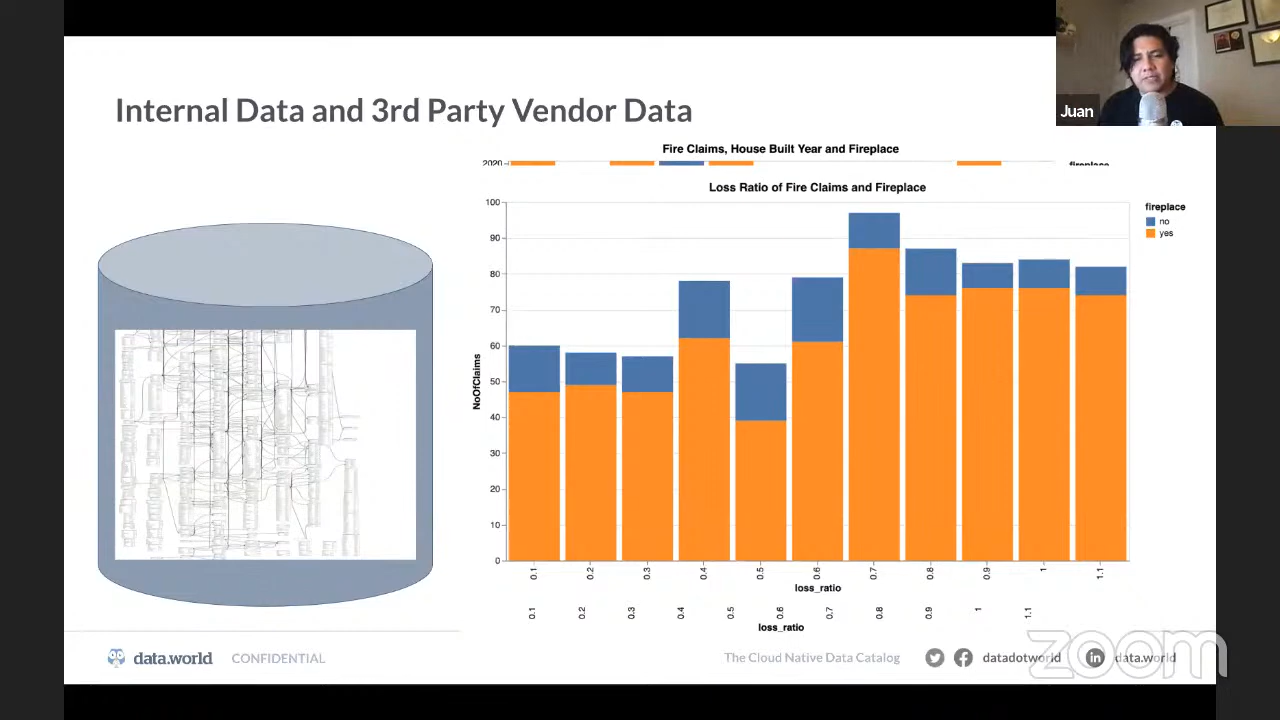 Juan
Internal Data and 3rd Party Vendor Data
Fire Claims, House Built Year and Fireplace
2020
fireplace
Loss Ratio of Fire Claims and Fireplace
fireplace
no
yes
100
90
80
70
60
50
40
30
20
10
0
NoOfClaims
0.1 0.2 0.3 0.4 0.5 0.6 0.7 0.8 0.9 1 1.1
loss_ratio
0.1 0.2 0.3 0.4 0.5 0.6 0.7 0.8 0.9 1 1.1
loss_ratio
data.world CONFIDENTIAL The Cloud Native Data Catalog datadotworld in data.world
zoom